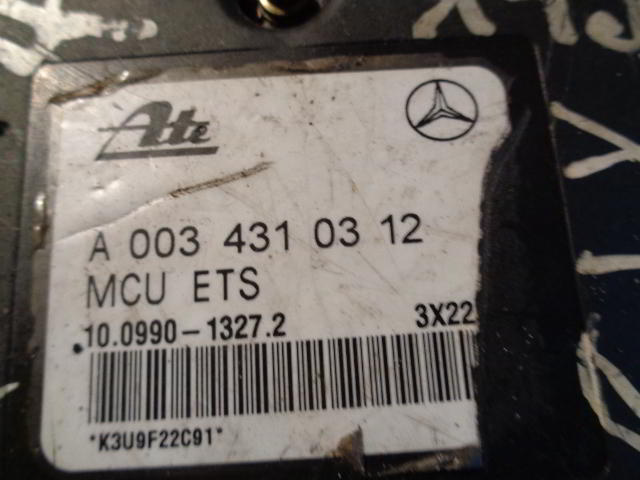 Ate
A 003 431 03 12
MCU ETS
10.0990-1327.2 3X22
*K3U9F22C91*